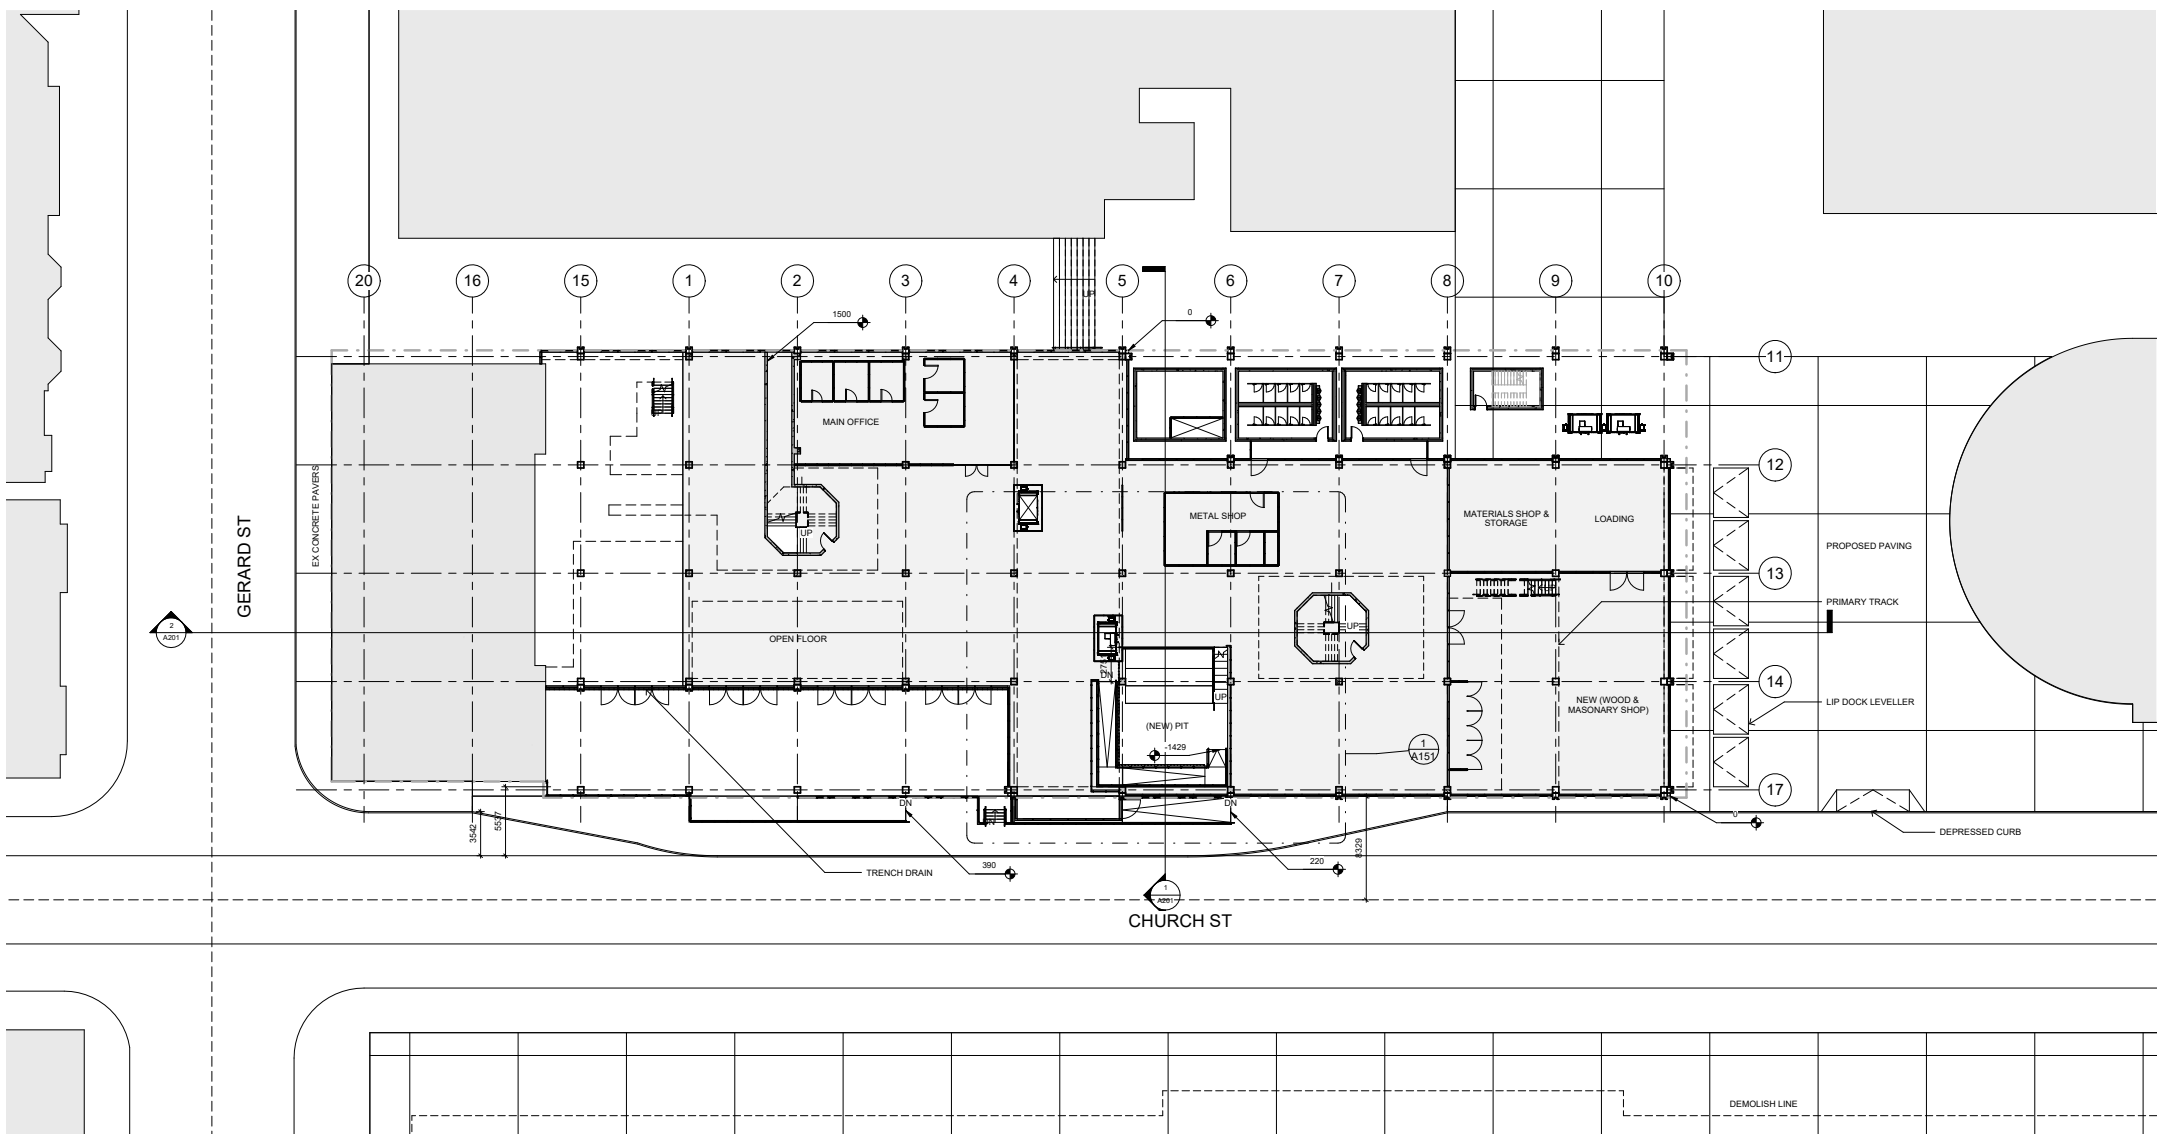 20
16
15
1
2
3
4
5
6
7
8
9
10
UP
1500
0
11
MAIN OFFICE
12
EX CONCRETE PAVERS
METAL SHOP
MATERIALS SHOP &
STORAGE
LOADING
UP
PROPOSED PAVING
GERARD ST
13
PRIMARY TRACK
2
A201
OPEN FLOOR
UP
DN
14
UP
NEW (WOOD &
MASONARY SHOP)
LIP DOCK LEVELLER
(NEW) PIT
-1429
1
A151
17
DN
DN
0
3542
5537
DEPRESSED CURB
8329
TRENCH DRAIN
390
220
1
A201
CHURCH ST
DEMOLISH LINE